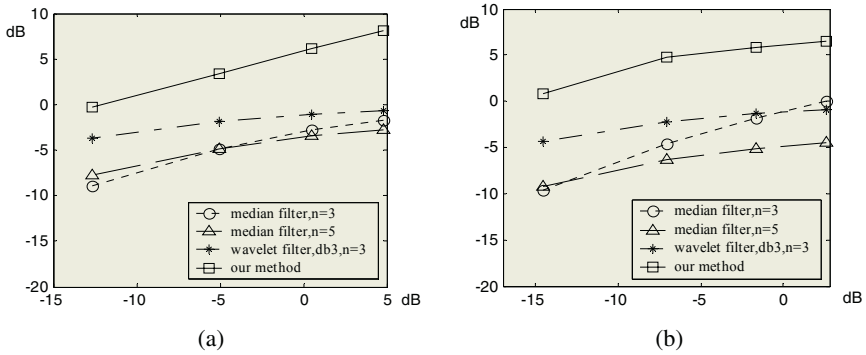 dB
10
5
0
-5
-10
-15
-20
median filter,n=3
median filter,n=5
wavelet filter,db3,n=3
our method
-15
-10
-5
0
5
dB
(a)
dB
10
5
0
-5
-10
-15
-20
median filter,n=3
median filter,n=5
wavelet filter,db3,n=3
our method
-15
-10
-5
0
dB
(b)